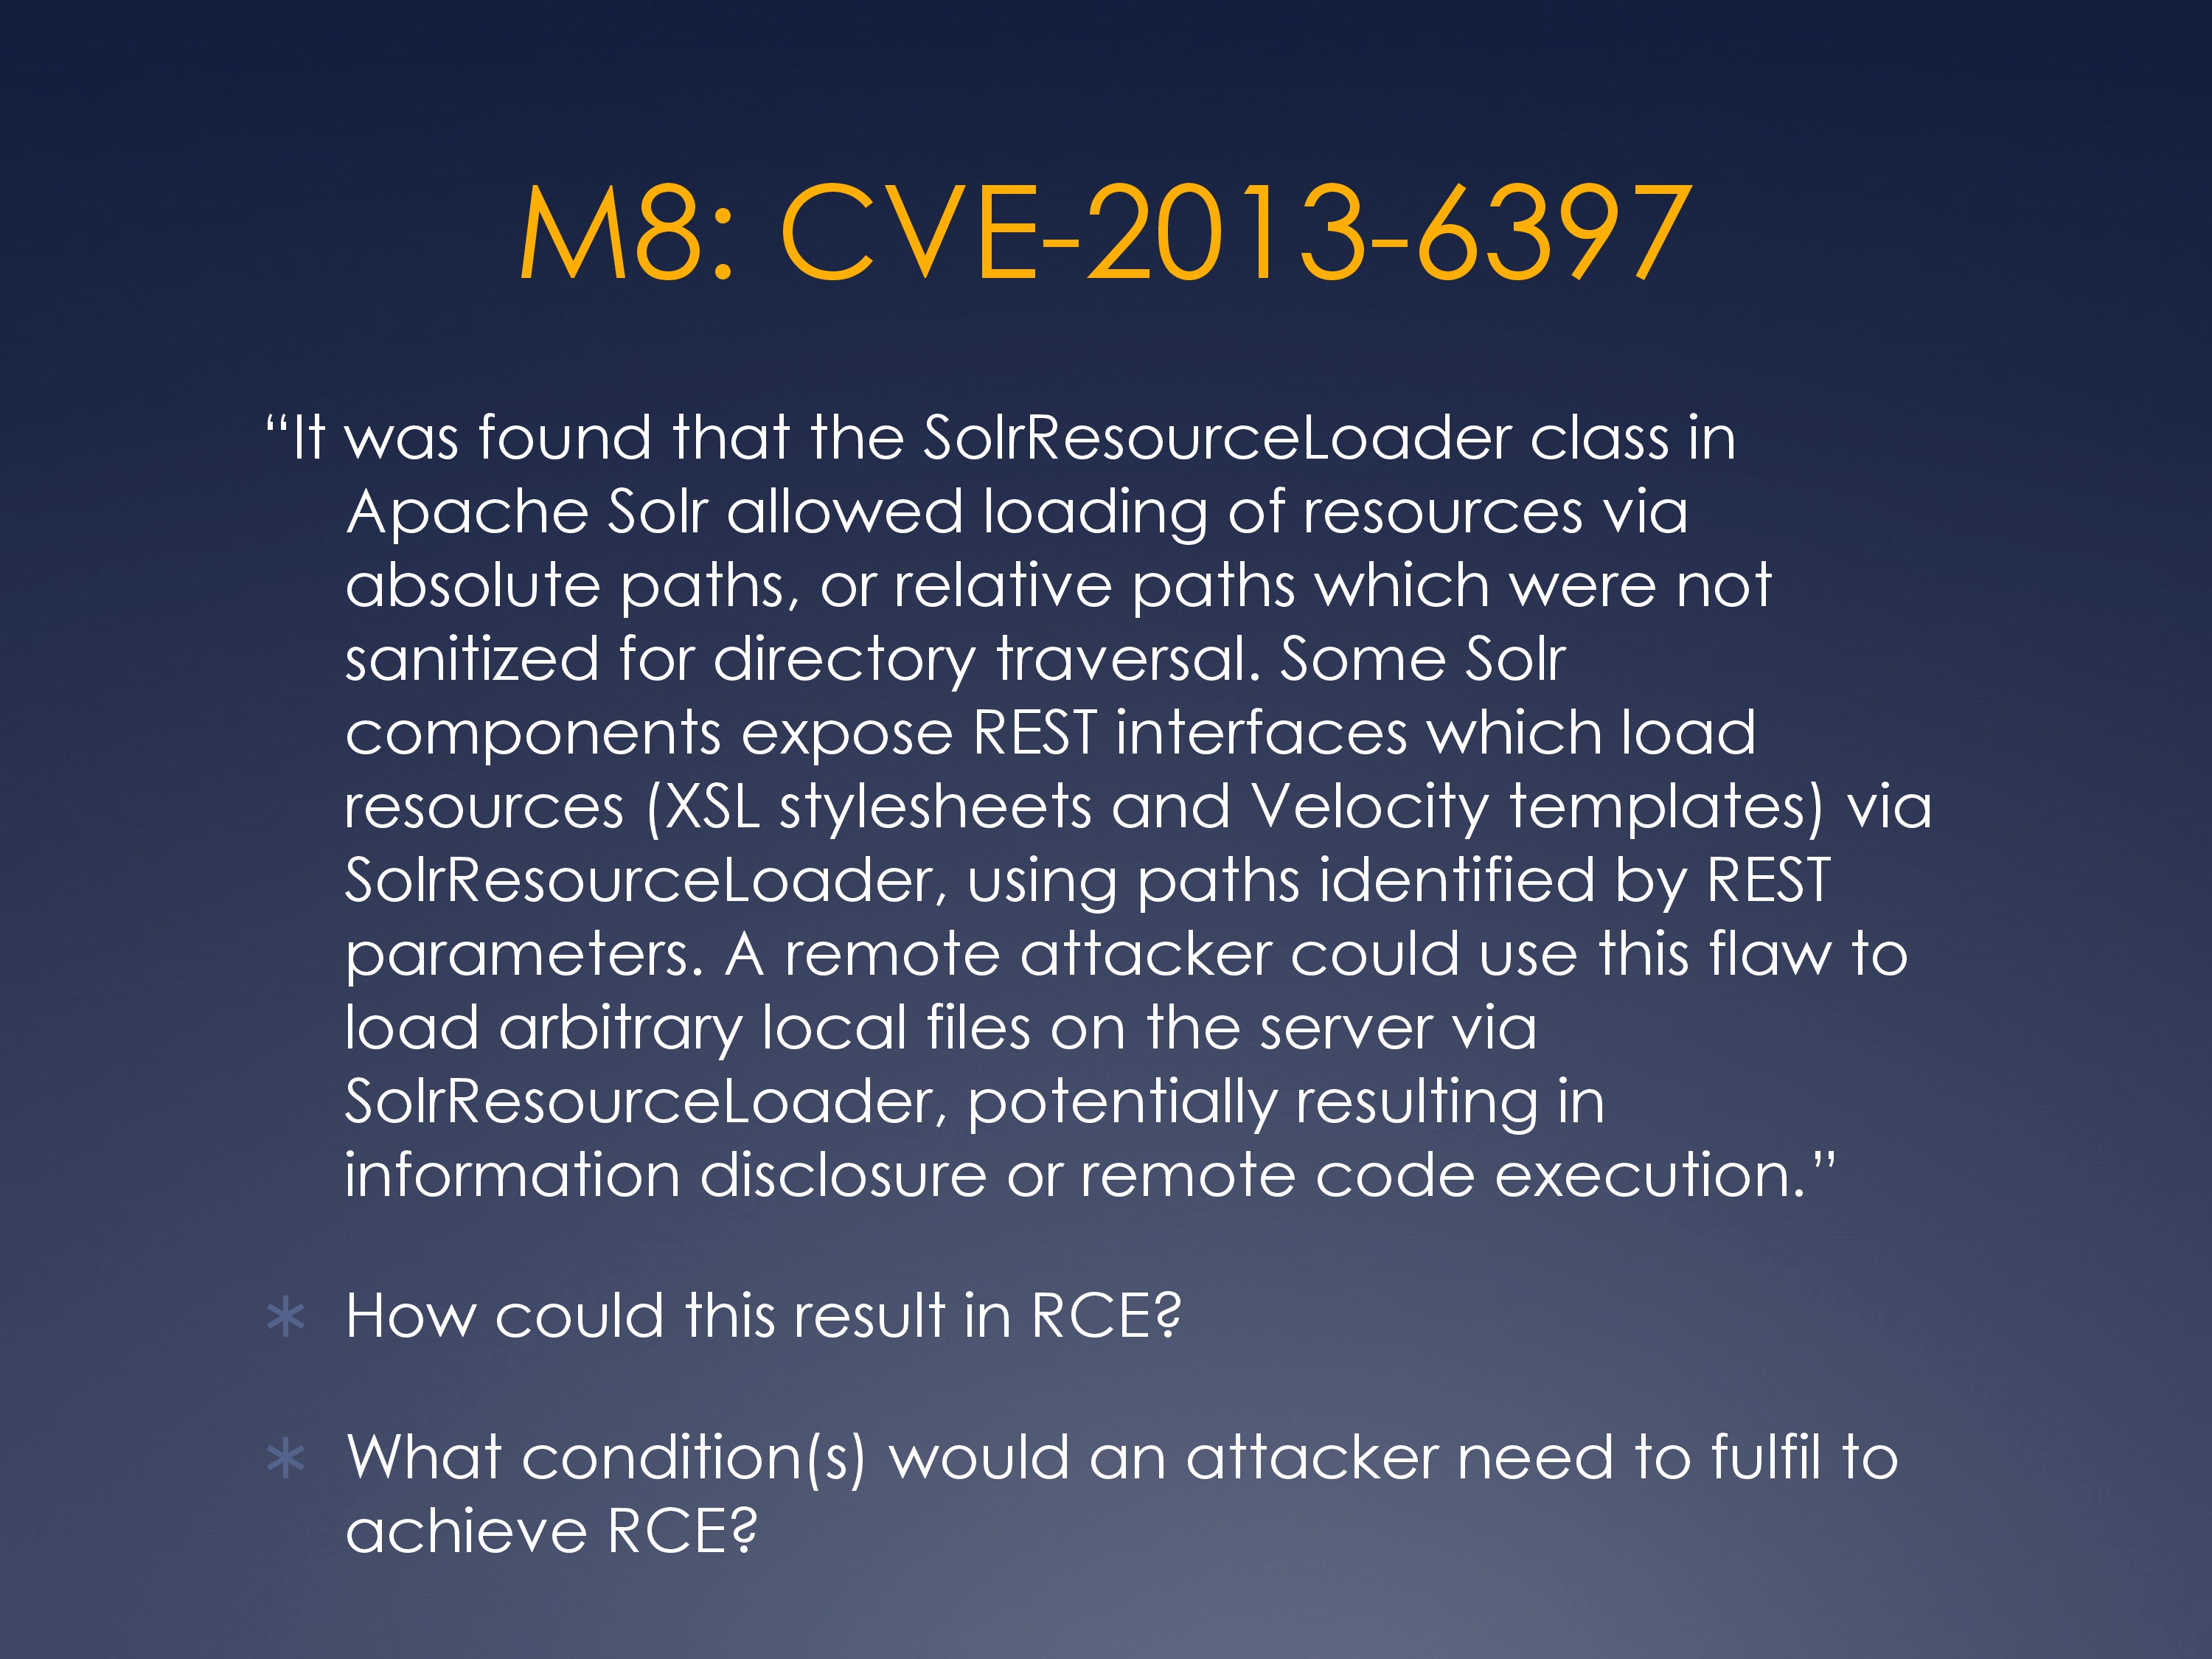 M8: CVE-2013-6397
“It was found that the SolrResourceLoader class in
Apache Solr allowed loading of resources via
absolute paths, or relative paths which were not
sanitized for directory traversal. Some Solr
components expose REST interfaces which load
resources (XSL stylesheets and Velocity templates) via
SolrResourceLoader, using paths identified by REST
parameters. A remote attacker could use this flaw to
load arbitrary local files on the server via
SolrResourceLoader, potentially resulting in
information disclosure or remote code execution.”
* How could this result in RCE?
* What condition(s) would an attacker need to fulfil to
achieve RCE?